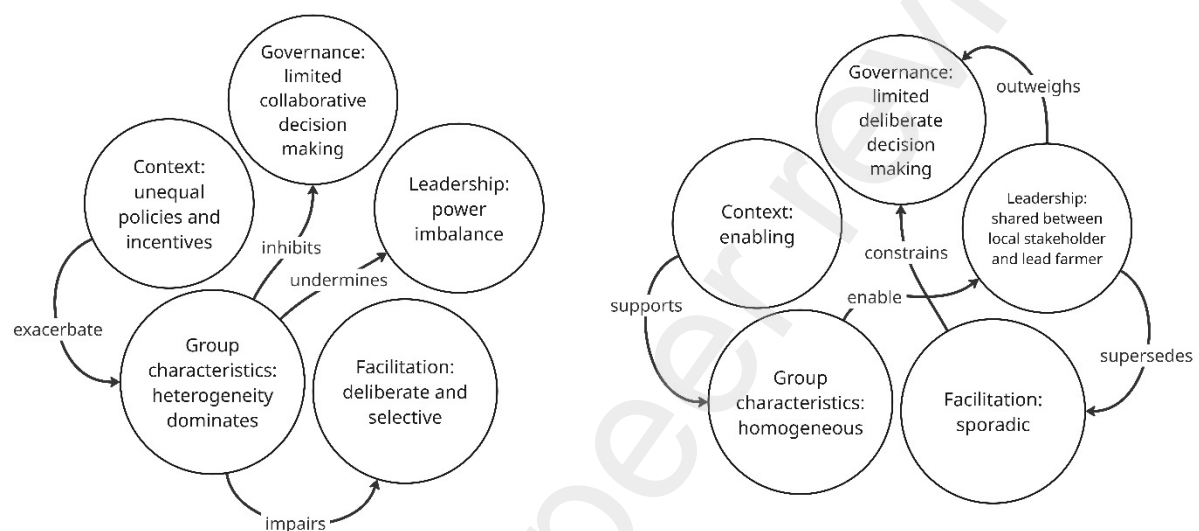 Governance:
limited
collaborative
decision
making
Context:
unequal
policies and
incentives
Leadership:
power
imbalance
inhibits
undermines
exacerbate
Group
characteristics:
heterogeneity
dominates
Facilitation:
deliberate and
selective
impairs
Governance:
limited
deliberate
decision
making
outweighs
Context:
enabling
Leadership:
shared between
local stakeholder
and lead farmer
constrains
supports
enable
supersedes
Group
characteristics:
homogeneous
Facilitation:
sporadic
peer